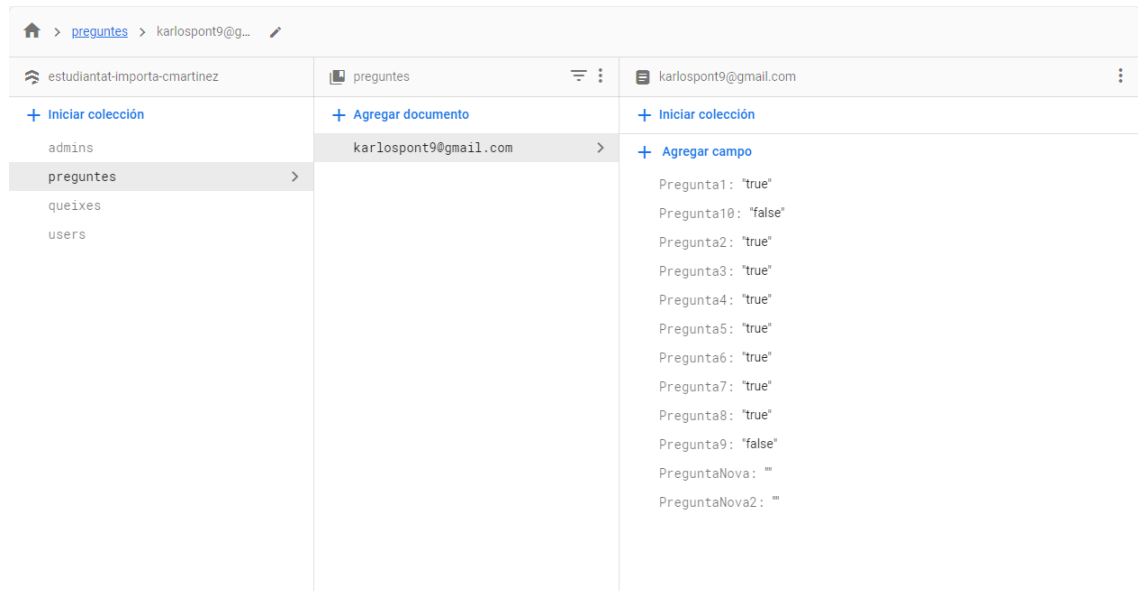 preguntes > karlospont9@g...
estudiantat-importa-cmartinez
+ Iniciar colección
admins
preguntes
queixes
users
preguntes
+ Agregar documento
karlospont9@gmail.com
karlospont9@gmail.com
+ Iniciar colección
+ Agregar campo
Pregunta1: "true"
Pregunta10: "false"
Pregunta2: "true"
Pregunta3: "true"
Pregunta4: "true"
Pregunta5: "true"
Pregunta6: "true"
Pregunta7: "true"
Pregunta8: "true"
Pregunta9: "false"
PreguntaNova: ""
PreguntaNova2: ""